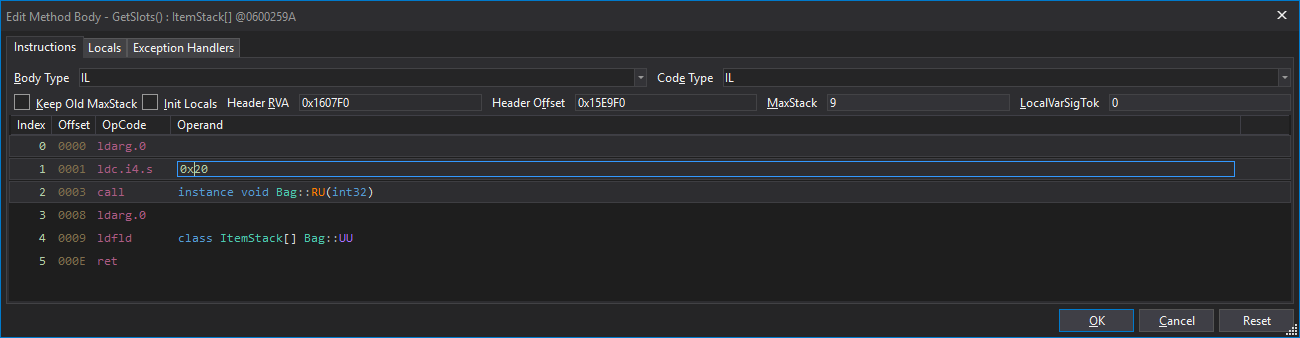 Edit Method Body - GetSlots() : ItemStack[] @0600259A
Instructions Locals Exception Handlers
Body Type IL Code Type IL
Keep Old MaxStack Init Locals Header RVA 0x1607F0 Header Offset 0x15E9F0 MaxStack 9 LocalVarSigTok 0
Index Offset OpCode Operand
0 0000 ldarg.0
1 0001 ldc.i4.s 0x20
2 0003 call instance void Bag::RU(int32)
3 0008 ldarg.0
4 0009 ldfld class ItemStack[] Bag::UU
5 000E ret
OK Cancel Reset